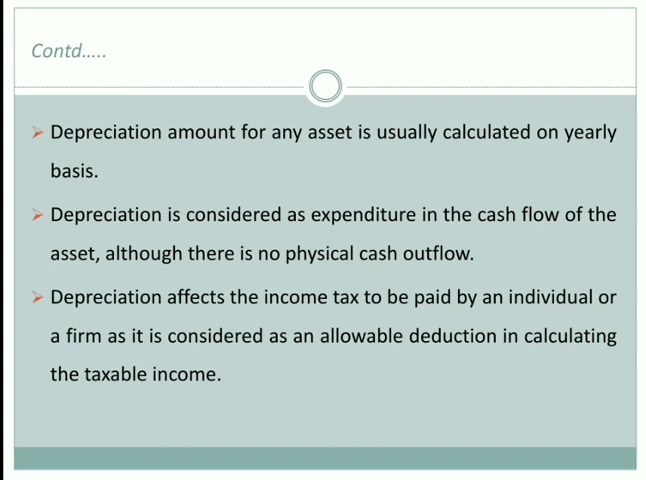 Contd.....
Depreciation amount for any asset is usually calculated on yearly
basis.
Depreciation is considered as expenditure in the cash flow of the
asset, although there is no physical cash outflow.
Depreciation affects the income tax to be paid by an individual or
a firm as it is considered as an allowable deduction in calculating
the taxable income.